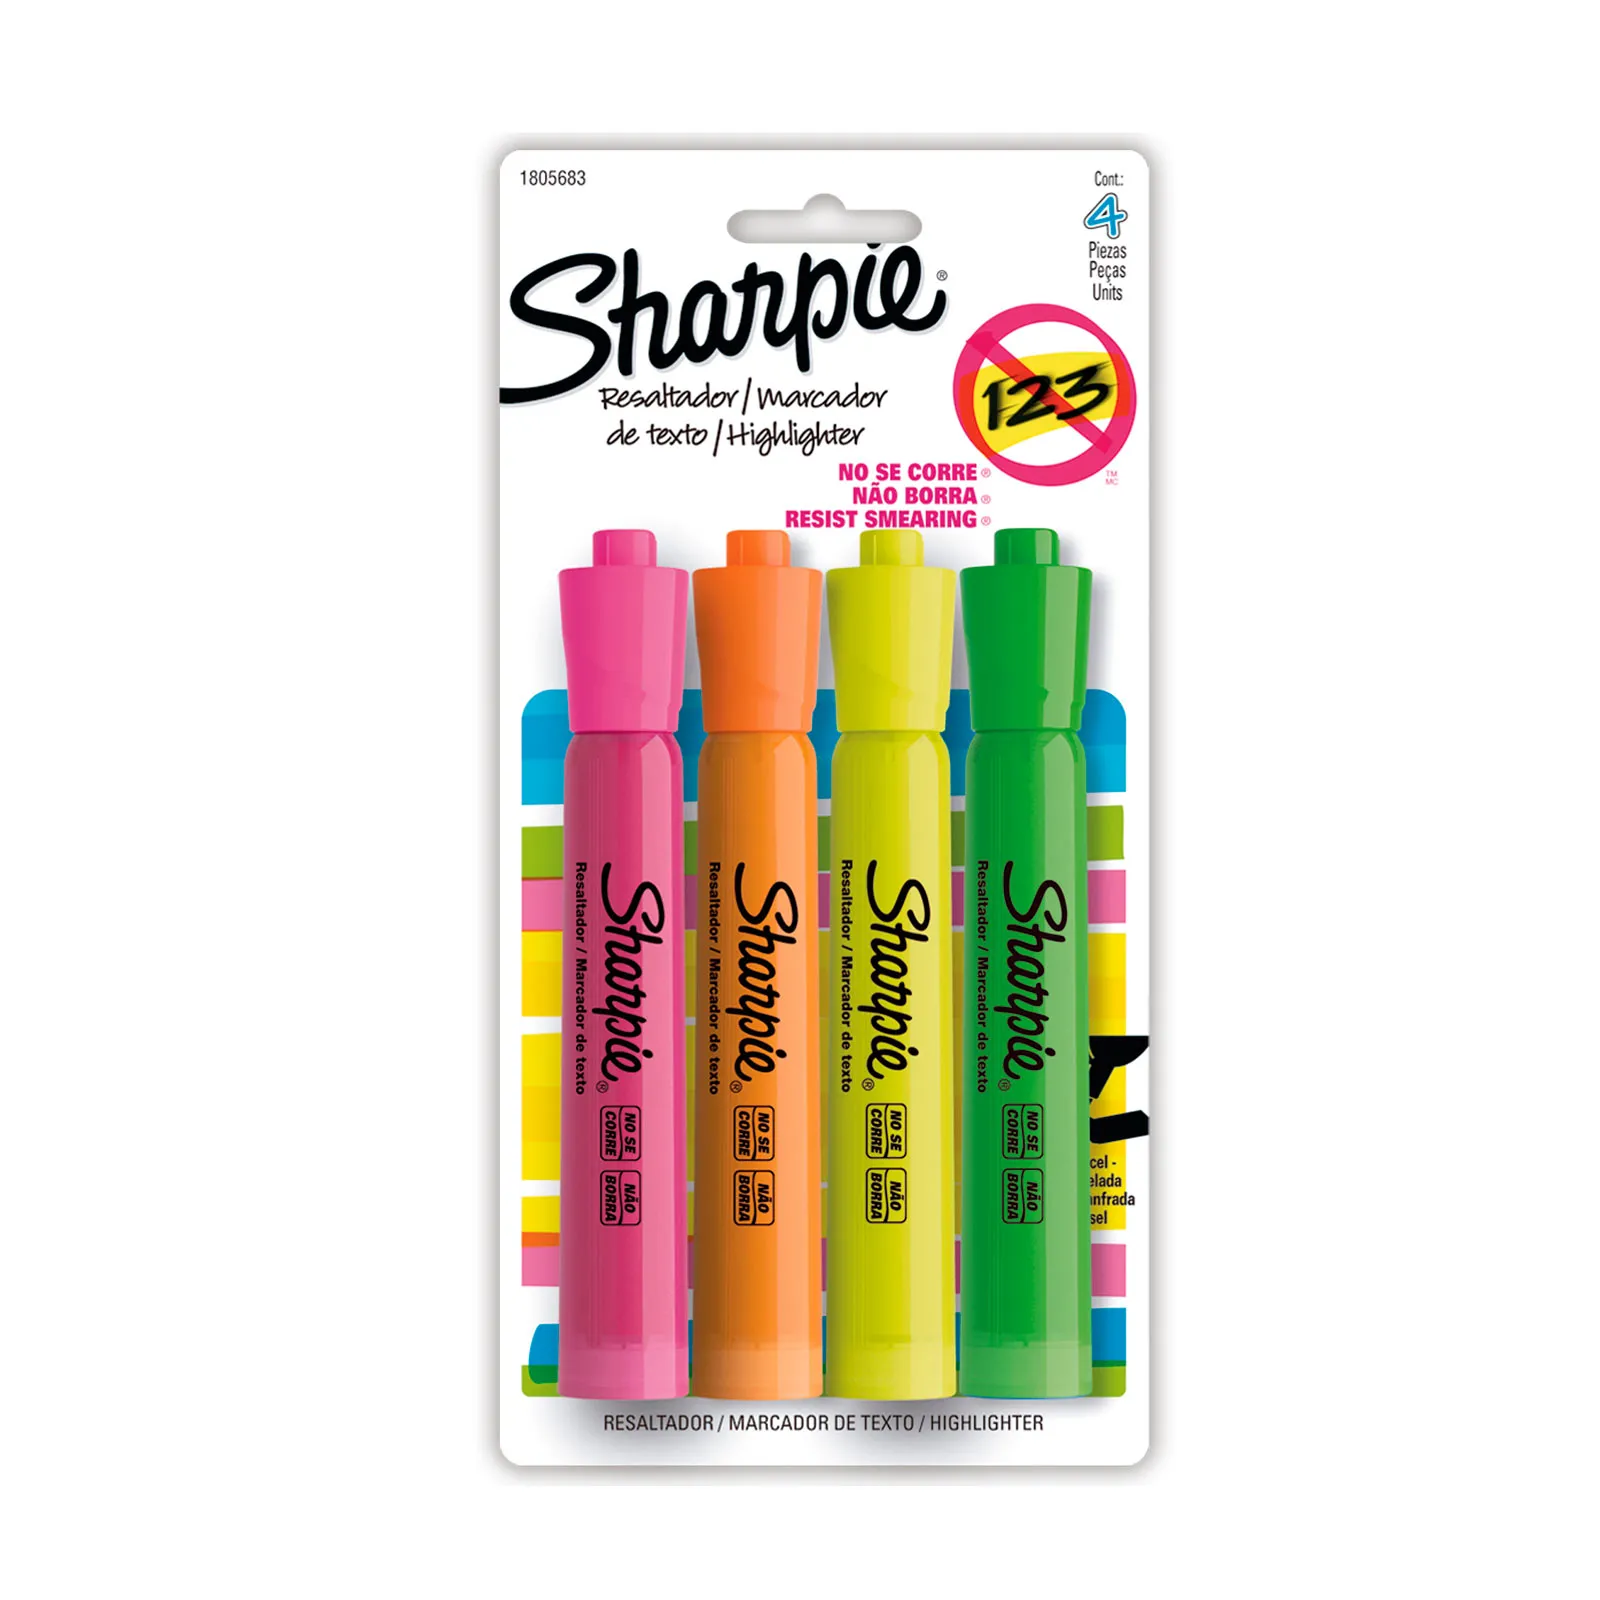 1805683
Cont.:
4
Piezas
Peças
Units
Sharpie®
Resaltador/Marcador
de texto/Highlighter
123
TM
MC
NO SE CORRE®
NÃO BORRA®
RESIST SMEARING®
Sharpie®
Resaltador / Marcador de texto
NO SE
CORRE
NÃO
BORRA
Sharpie®
Resaltador / Marcador de texto
NO SE
CORRE
NÃO
BORRA
Sharpie®
Resaltador / Marcador de texto
NO SE
CORRE
NÃO
BORRA
Sharpie®
Resaltador / Marcador de texto
NO SE
CORRE
NÃO
BORRA
RESALTADOR / MARCADOR DE TEXTO / HIGHLIGHTER